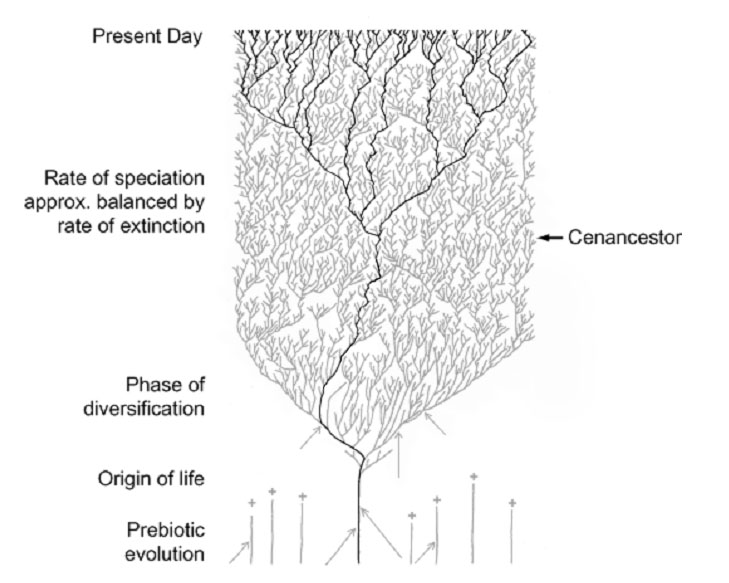 Present Day
Rate of speciation
approx. balanced by
rate of extinction
Cenancestor
Phase of
diversification
Origin of life
Prebiotic
evolution